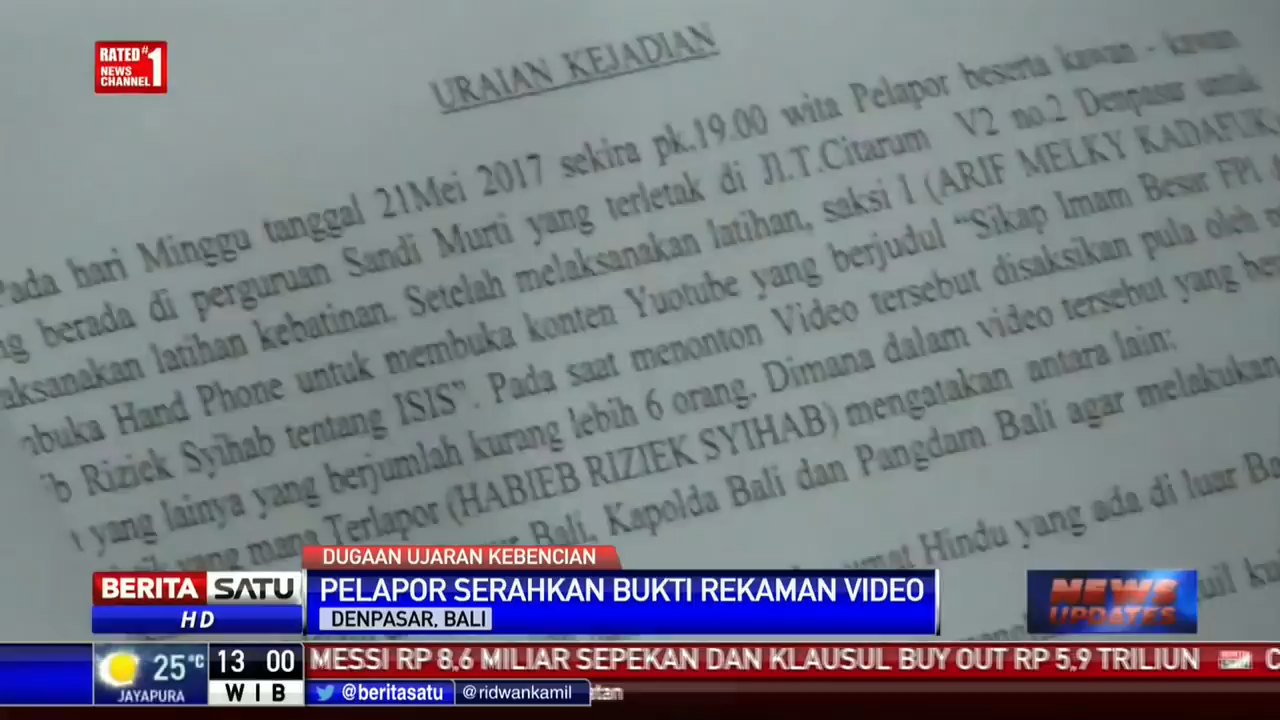 RATED #1
NEWS
CHANNEL
URAIAN KEJADIAN
Pada hari Minggu tanggal 21Mei 2017 sekira pk.19.00 wita Pelapor beserta kawan - kawan
berada di perguruan Sandi Murti yang terletak di Jl.T.Citarum V2 no.2 Denpasar untuk
latihan kebatinan. Setelah melaksanakan latihan, saksi I (ARIF MELKY KADAFUK
Hand Phone untuk membuka konten Yuotube yang berjudul "Sikap Imam Besar FPI
Riziek Syihab tentang ISIS". Pada saat menonton Video tersebut disaksikan pula oleh
yang lainya yang berjumlah kurang lebih 6 orang. Dimana dalam video tersebut yang
yang mana Terlapor (HABIEB RIZIEK SYIHAB) mengatakan antara lain:
Bali, Kapolda Bali dan Pangdam Bali agar melakukan
umat Hindu yang ada di luar
DUGAAN UJARAN KEBENCIAN
BERITA SATU
HD
PELAPOR SERAHKAN BUKTI REKAMAN VIDEO
DENPASAR, BALI
NEWS
UPDATES
25°C
JAYAPURA
13 00
WIB
MESSI RP 8,6 MILIAR SEPEKAN DAN KLAUSUL BUY OUT RP 5,9 TRILIUN
@beritasatu
@ridwankamil